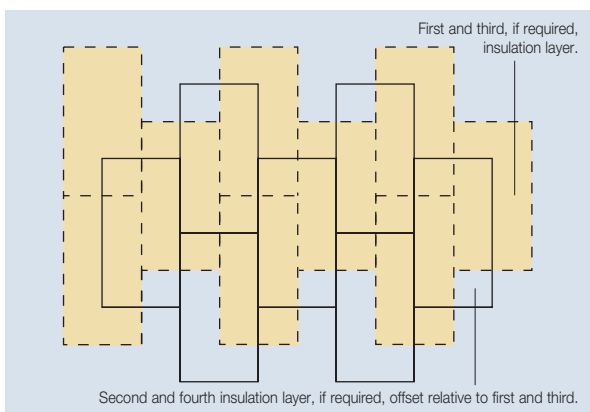 First and third, if required,
insulation layer.
Second and fourth insulation layer, if required, offset relative to first and third.